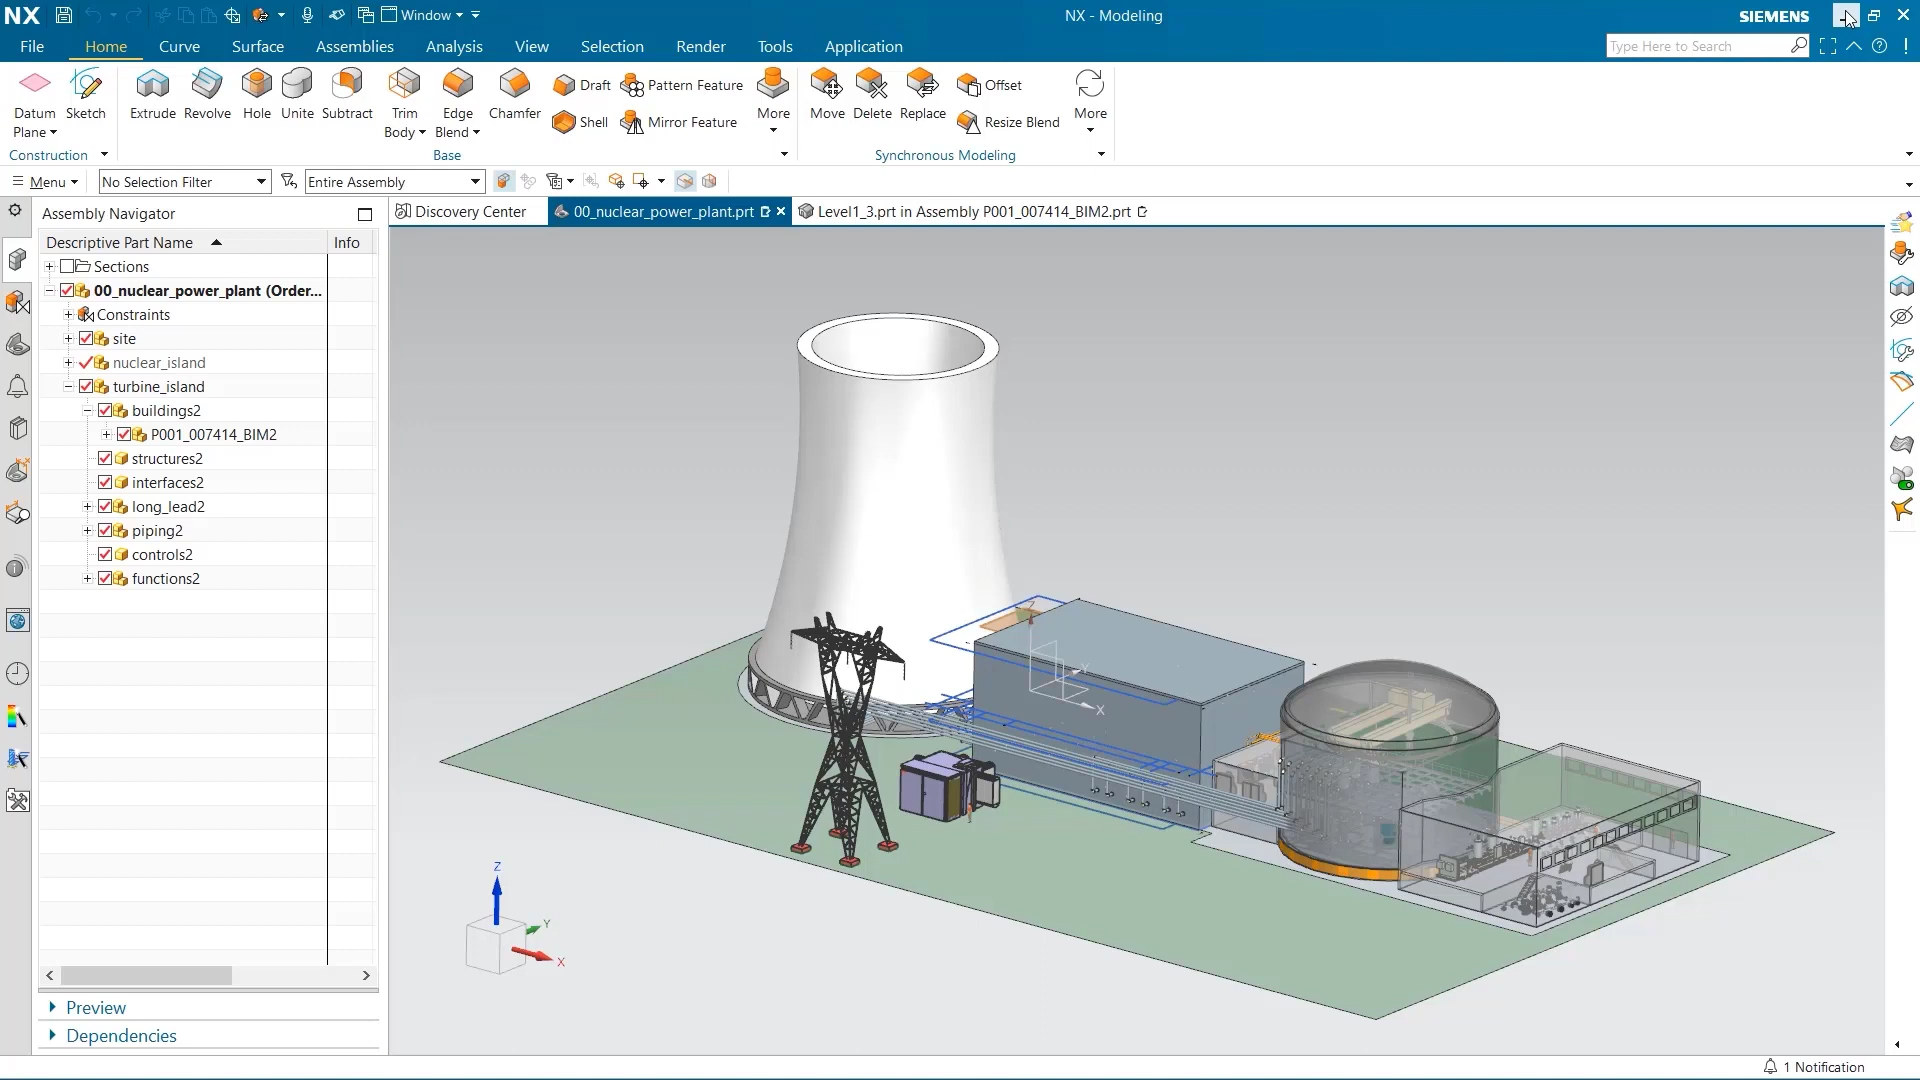 NX Window NX - Modeling SIEMENS
File Home Curve Surface Assemblies Analysis View Selection Render Tools Application Type Here to Search
Datum Plane
Sketch
Extrude
Revolve
Hole
Unite
Subtract
Trim Body
Edge Blend
Chamfer
Draft
Shell
Pattern Feature
Mirror Feature
More
Move
Delete
Replace
Offset
Resize Blend
More
Construction Base Synchronous Modeling
Menu No Selection Filter Entire Assembly
Assembly Navigator
Discovery Center 00_nuclear_power_plant.prt Level1_3.prt in Assembly P001_007414_BIM2.prt
Descriptive Part Name Info
Sections
00_nuclear_power_plant (Order...
Constraints
site
nuclear_island
turbine_island
buildings2
P001_007414_BIM2
structures2
interfaces2
long_lead2
piping2
controls2
functions2
Z
Y
X
Z
Y
X
Preview
Dependencies
1 Notification